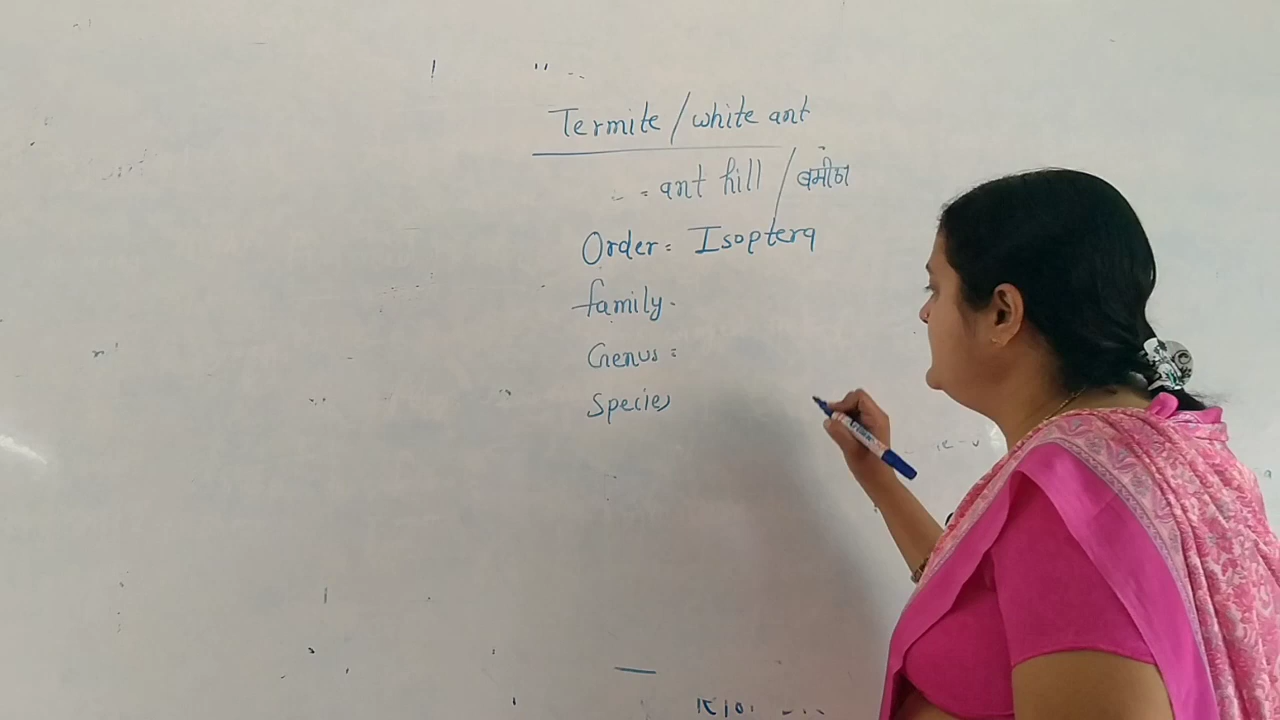 Termite / white ant
= ant hill / बमीठा
Order = Isoptera
family.
Genus =
Species